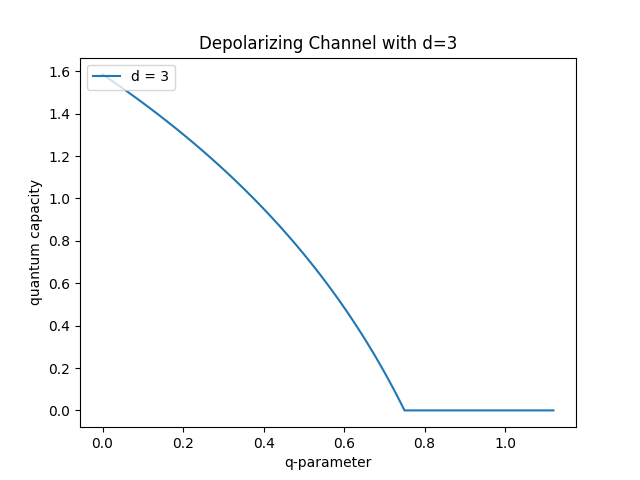 Depolarizing Channel with d=3
d = 3
1.6
1.4
1.2
1.0
0.8
0.6
0.4
0.2
0.0
quantum capacity
0.0 0.2 0.4 0.6 0.8 1.0
q-parameter